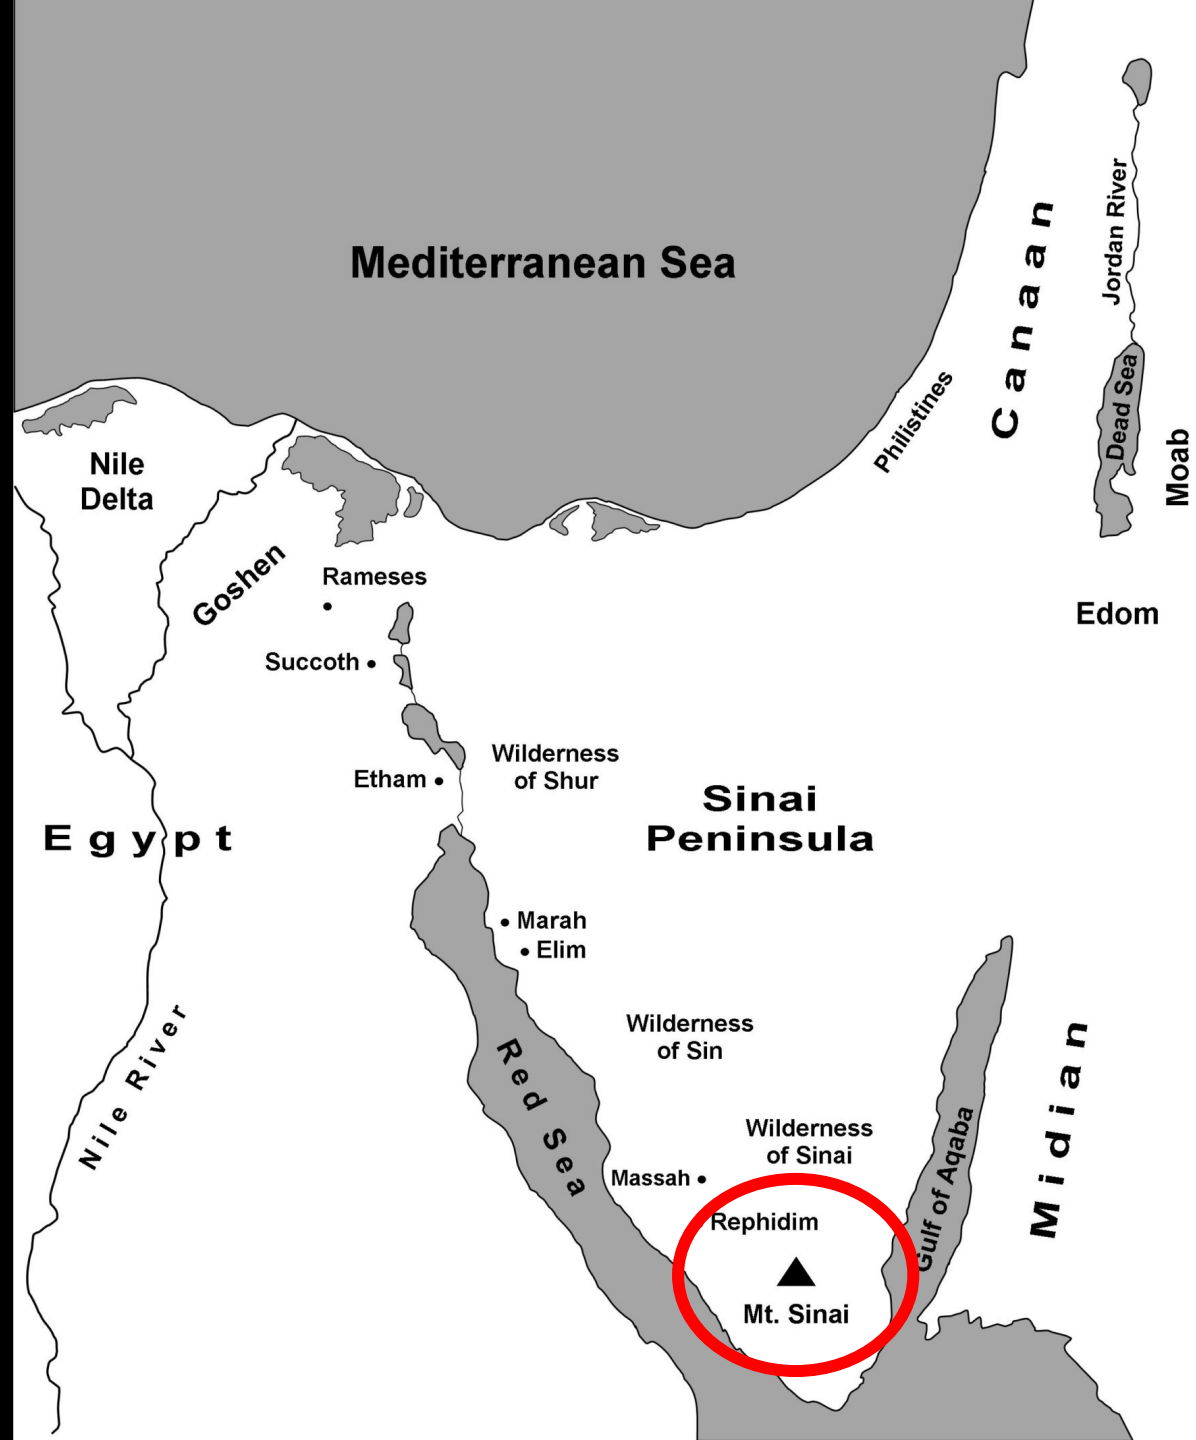 Mediterranean Sea
Canaan
Jordan River
Dead Sea
Philistines
Moab
Nile
Delta
Goshen
Rameses
Edom
Succoth
Wilderness
of Shur
Etham
Sinai
Peninsula
Egypt
Marah
Elim
Nile River
Wilderness
of Sin
Red Sea
Midian
Wilderness
of Sinai
Gulf of Aqaba
Massah
Rephidim
Mt. Sinai